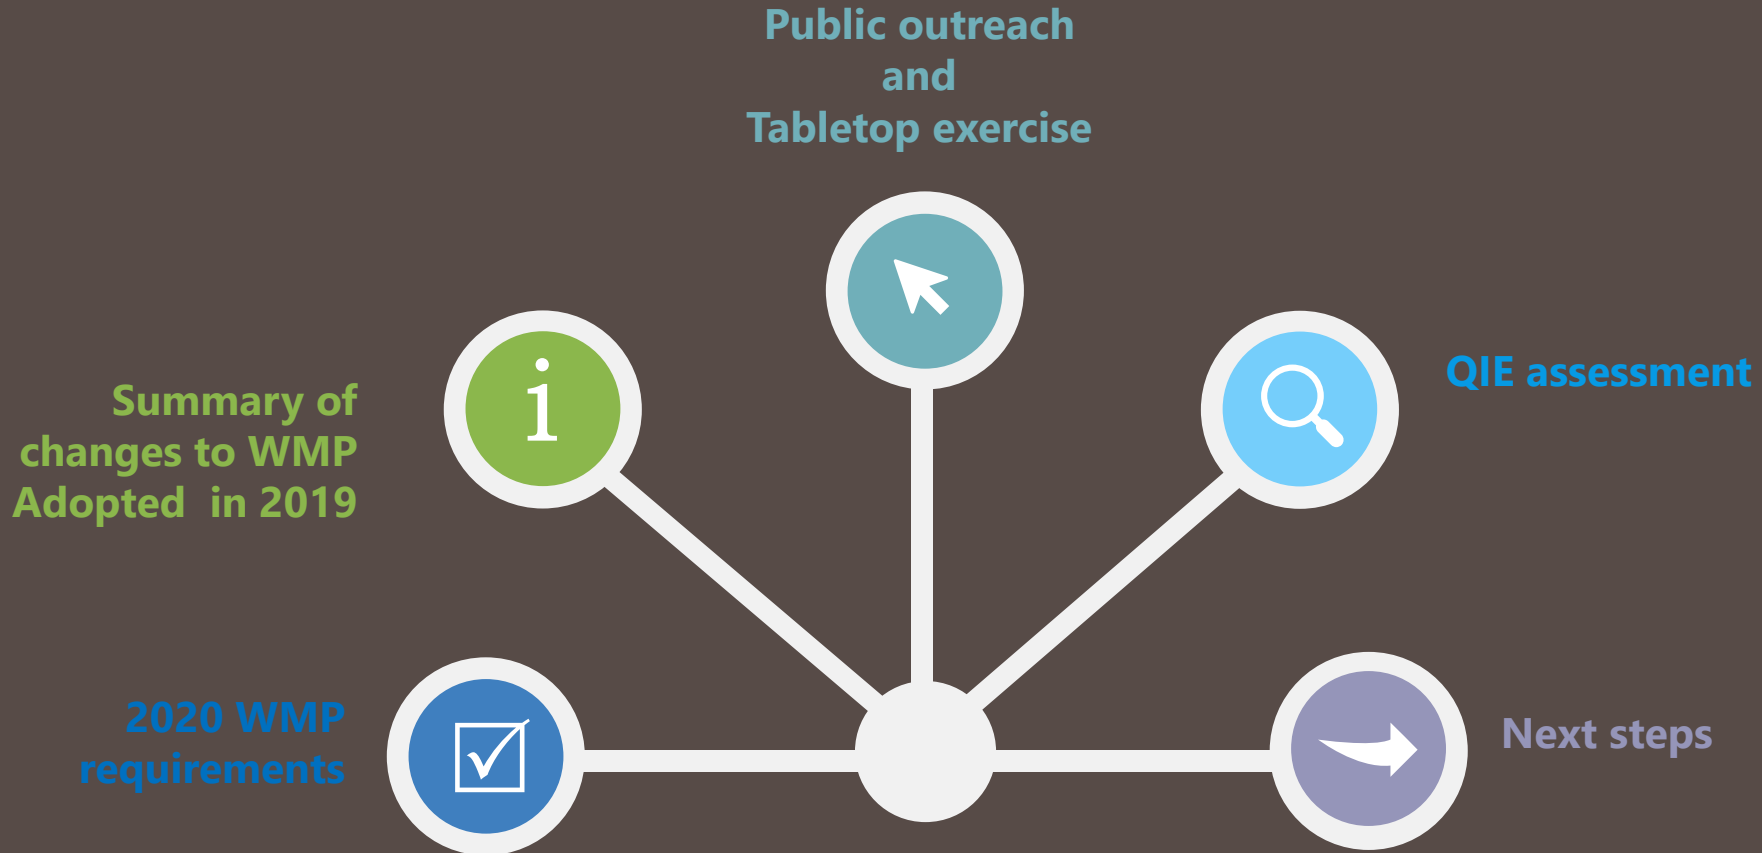 Public outreach
and
Tabletop exercise
Summary of
changes to WMP
Adopted  in 2019
QIE assessment
2020 WMP
requirements
Next steps